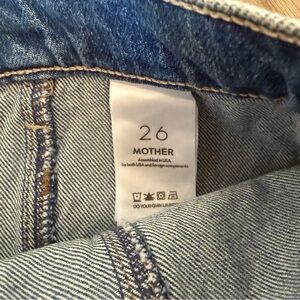 26
MOTHER
Assembled in USA
by both USA and foreign components
DO YOUR OWN LAUNDRY